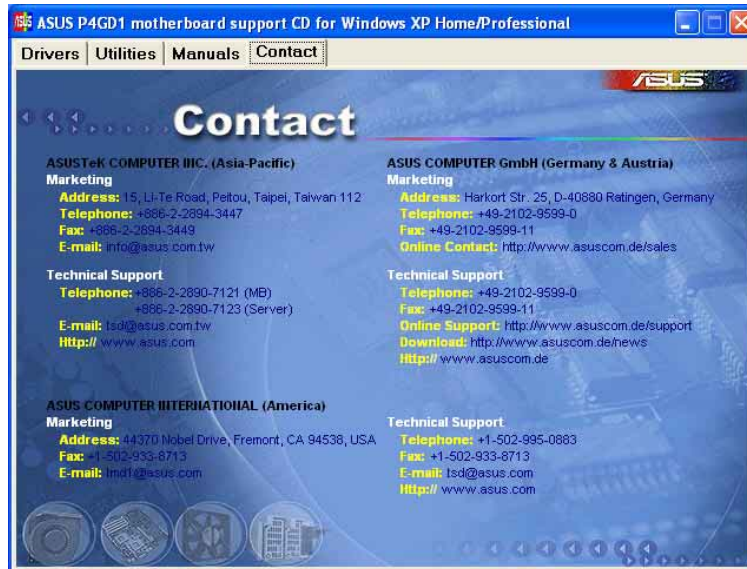 ASUS P4GD1 motherboard support CD for Windows XP Home/Professional
Drivers Utilities Manuals Contact
ASUS
Contact
ASUSTeK COMPUTER INC. (Asia-Pacific)
Marketing
Address: 15, Li-Te Road, Peitou, Taipei, Taiwan 112
Telephone: +886-2-2894-3447
Fax: +886-2-2894-3449
E-mail: info@asus.com.tw
Technical Support
Telephone: +886-2-2890-7121 (MB)
+886-2-2890-7123 (Server)
E-mail: tsd@asus.com.tw
Http:// www.asus.com
ASUS COMPUTER GmbH (Germany & Austria)
Marketing
Address: Harkort Str. 25, D-40880 Ratingen, Germany
Telephone: +49-2102-9599-0
Fax: +49-2102-9599-11
Online Contact: http://www.asuscom.de/sales
Technical Support
Telephone: +49-2102-9599-0
Fax: +49-2102-9599-11
Online Support: http://www.asuscom.de/support
Download: http://www.asuscom.de/news
Http:// www.asuscom.de
ASUS COMPUTER INTERNATIONAL (America)
Marketing
Address: 44370 Nobel Drive, Fremont, CA 94538, USA
Fax: +1-502-933-8713
E-mail: tmd1@asus.com
Technical Support
Telephone: +1-502-995-0883
Fax: +1-502-933-8713
E-mail: tsd@asus.com
Http:// www.asus.com